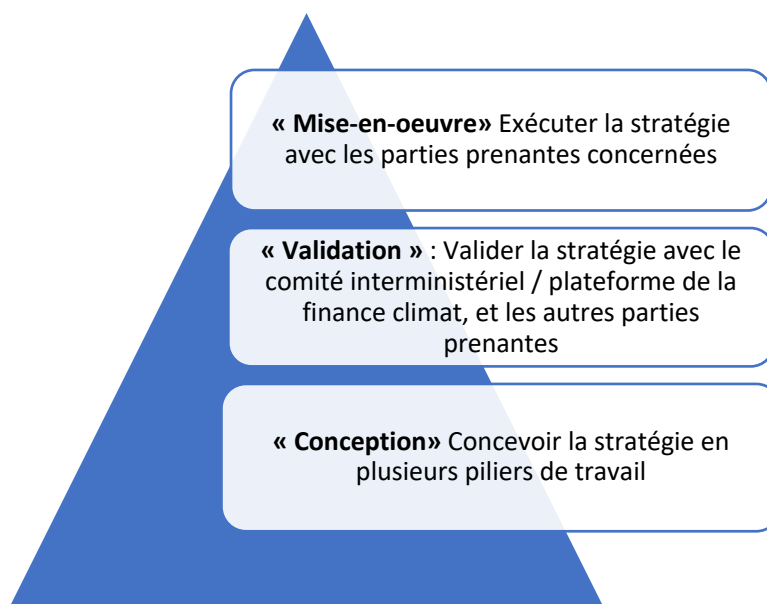 « Mise-en-oeuvre» Exécuter la stratégie
avec les parties prenantes concernées
« Validation » : Valider la stratégie avec le
comité interministériel / plateforme de la
finance climat, et les autres parties
prenantes
« Conception» Concevoir la stratégie en
plusieurs piliers de travail